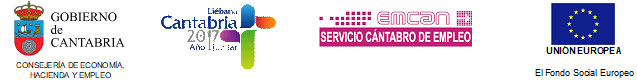 GOBIERNO
de
CANTABRIA
CONSEJERÍA DE ECONOMÍA,
HACIENDA Y EMPLEO
Liébana
Cantabria
2017
Año Jubilar
emcan
SERVICIO CÁNTABRO DE EMPLEO
UNION EUROPEA
El Fondo Social Europeo